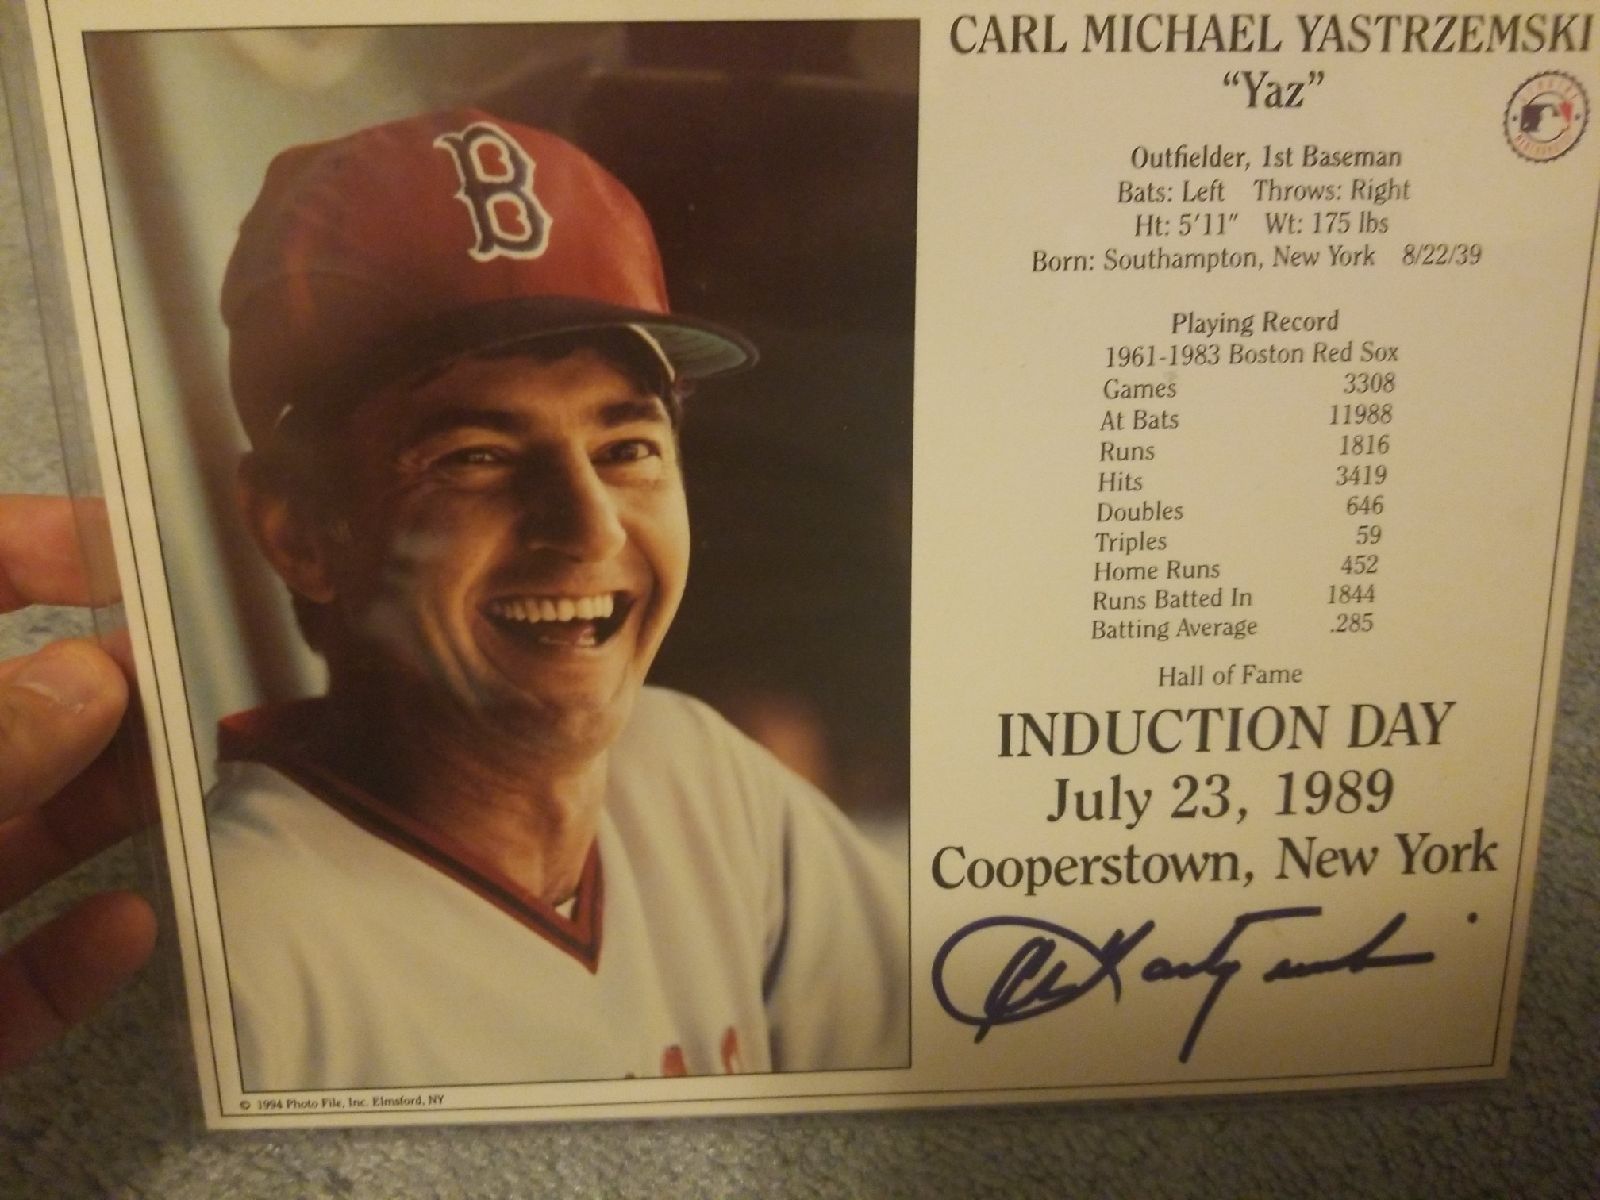 B
CARL MICHAEL YASTRZEMSKI
"Yaz"
Outfielder, 1st Baseman
Bats: Left Throws: Right
Ht: 5'11" Wt: 175 lbs
Born: Southampton, New York 8/22/39
Playing Record
1961-1983 Boston Red Sox
Games 3308
At Bats 11988
Runs 1816
Hits 3419
Doubles 646
Triples 59
Home Runs 452
Runs Batted In 1844
Batting Average .285
Hall of Fame
INDUCTION DAY
July 23, 1989
Cooperstown, New York
Carl Yastrzemski
© 1994 Photo File, Inc. Elmsford, NY